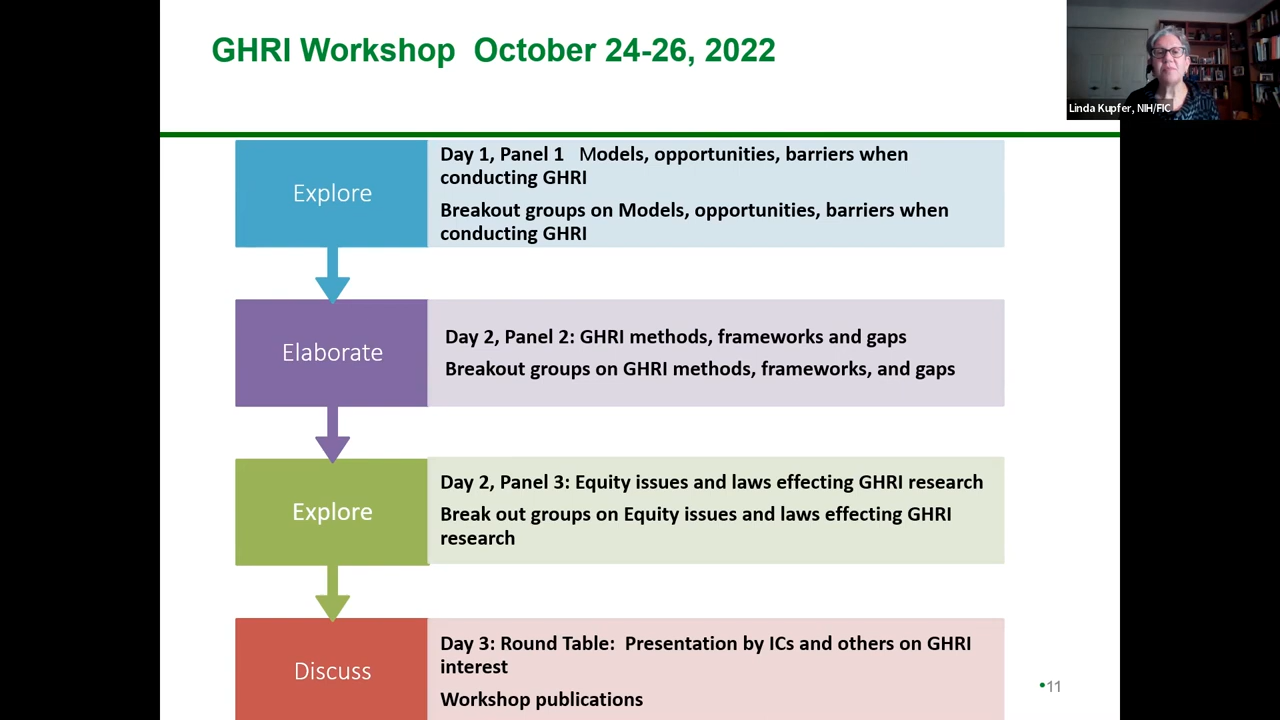 GHRI Workshop  October 24-26, 2022
Linda Kupfer, NIH/FIC
Explore
Day 1, Panel 1   Models, opportunities, barriers when
conducting GHRI
Breakout groups on Models, opportunities, barriers when
conducting GHRI
Elaborate
Day 2, Panel 2: GHRI methods, frameworks and gaps
Breakout groups on GHRI methods, frameworks, and gaps
Explore
Day 2, Panel 3: Equity issues and laws effecting GHRI research
Break out groups on Equity issues and laws effecting GHRI
research
Discuss
Day 3: Round Table:  Presentation by ICs and others on GHRI
interest
Workshop publications
•11